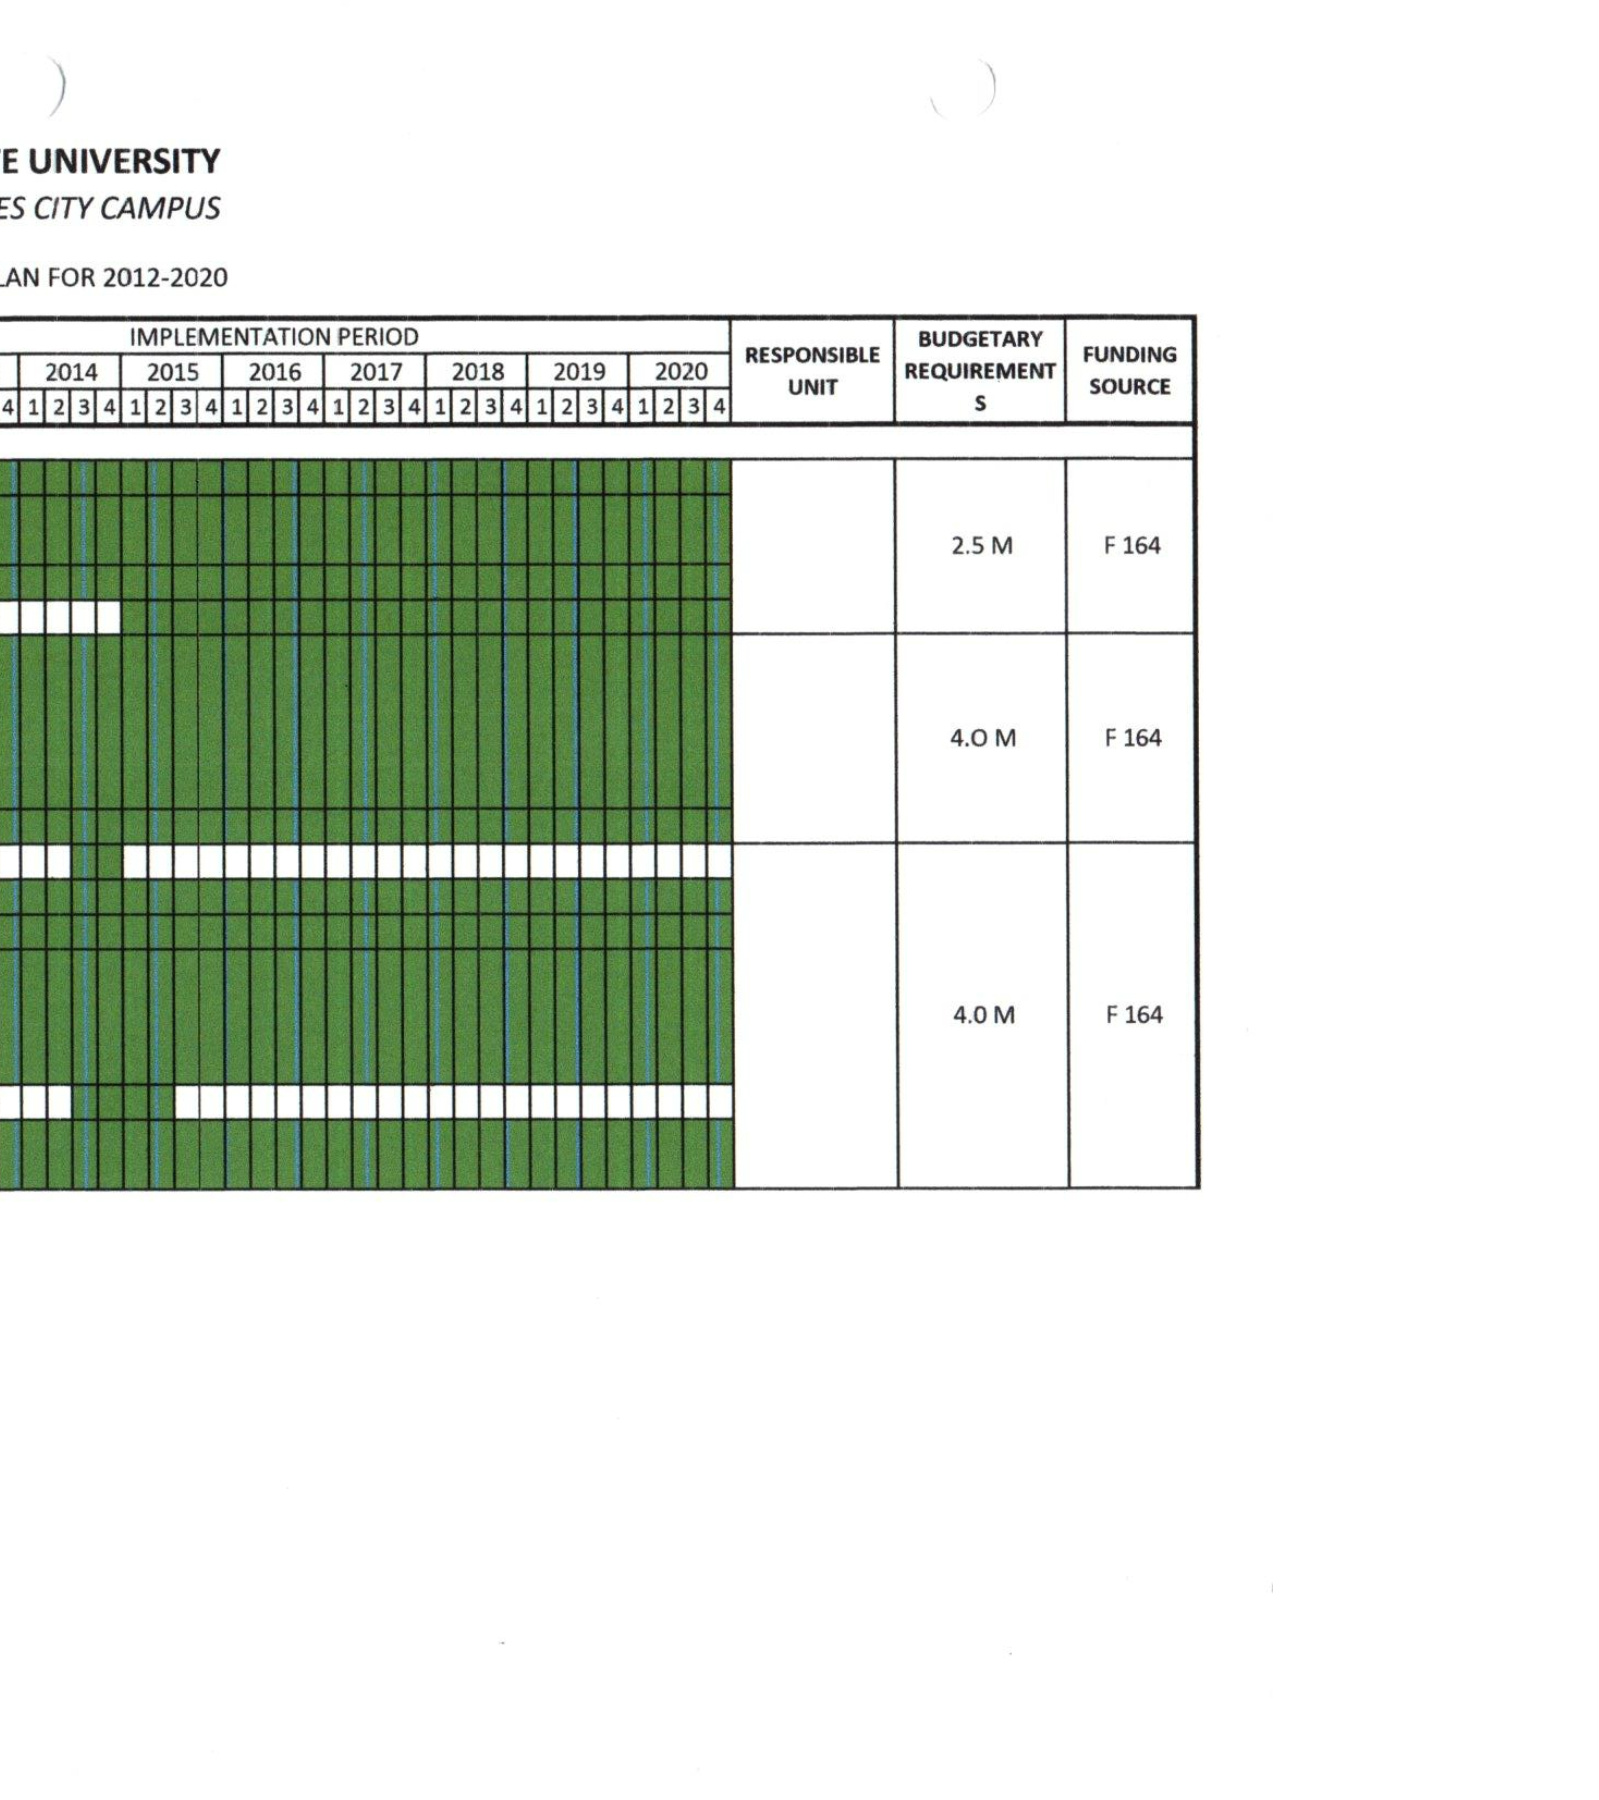 E UNIVERSITY
ES CITY CAMPUS
LAN FOR 2012-2020
IMPLEMENTATION PERIOD
RESPONSIBLE
UNIT
BUDGETARY
REQUIREMENT
S
FUNDING
SOURCE
2014 2015 2016 2017 2018 2019 2020
4 1 2 3 4 1 2 3 4 1 2 3 4 1 2 3 4 1 2 3 4 1 2 3 4 1 2 3 4
2.5 M F 164
4.O M F 164
4.0 M F 164